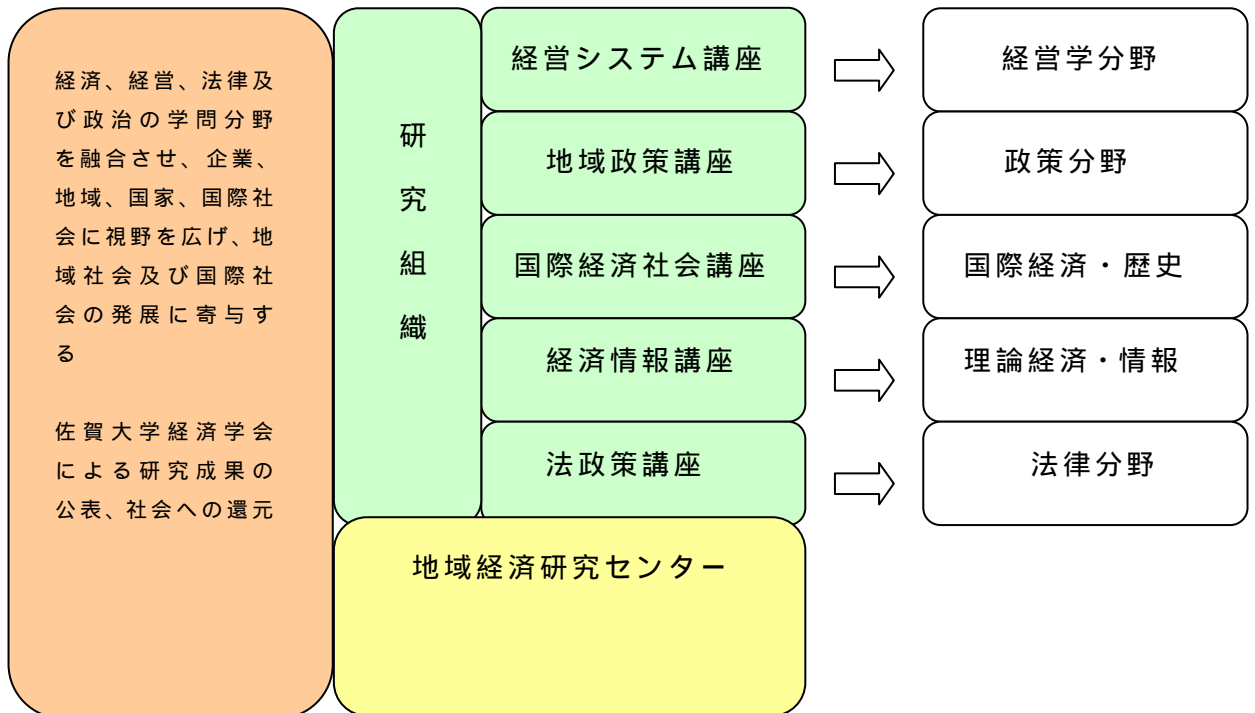 経済、経営、法律及
び政治の学問分野
を融合させ、企業、
地域、国家、国際社
会に視野を広げ、地
域社会及び国際社
会の発展に寄与す
る
佐賀大学経済学会
による研究成果の
公表、社会への還元
研
究
組
織
経営システム講座
経営学分野
地域政策講座
政策分野
国際経済社会講座
国際経済・歴史
経済情報講座
理論経済・情報
法政策講座
法律分野
地域経済研究センター